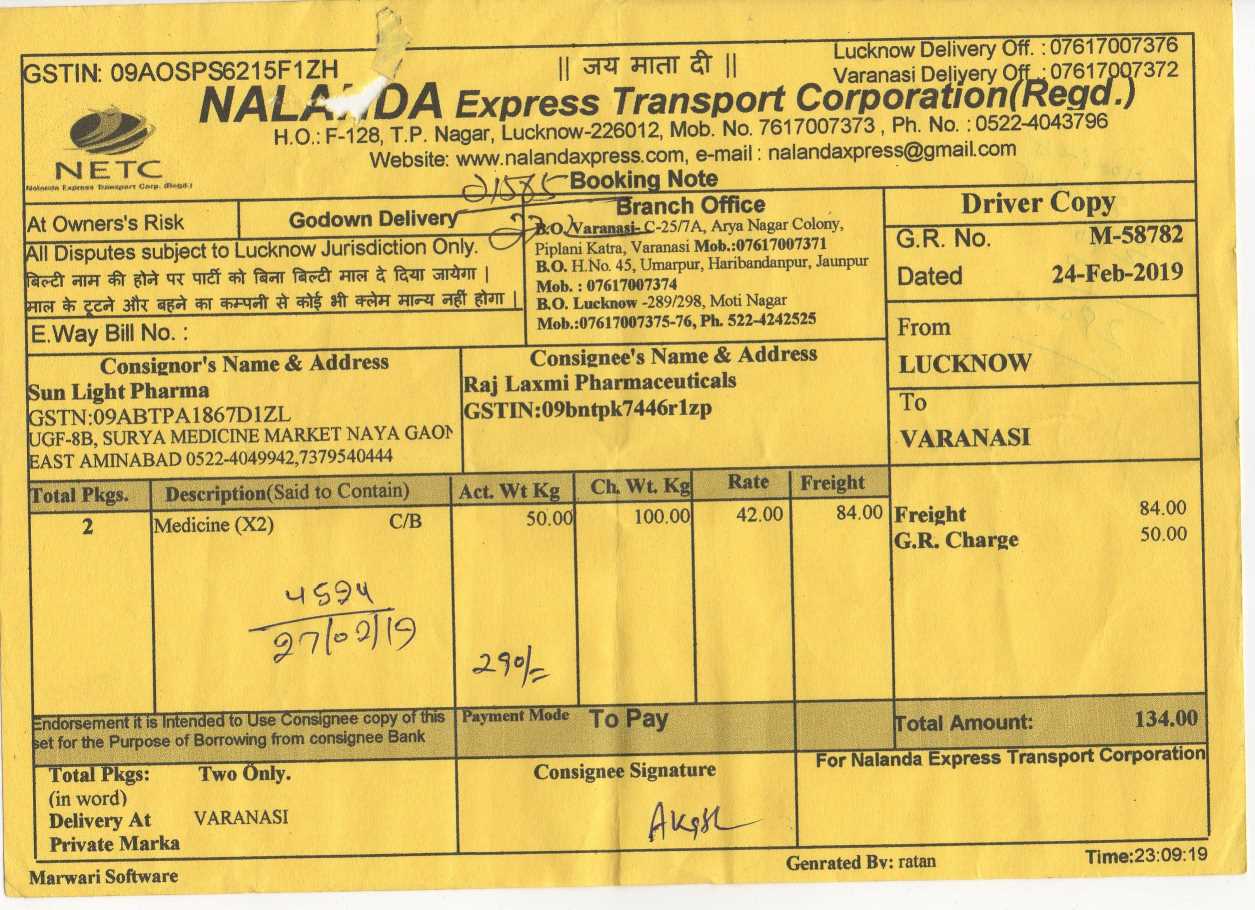 GSTIN: 09AOSPS6215F1ZH
|| जय माता दी ||
Lucknow Delivery Off. : 07617007376
Varanasi Deliyery Off .: 07617007372
NALANDA Express Transport Corporation(Regd.)
H.O.: F-128, T.P. Nagar, Lucknow-226012, Mob. No. 7617007373 , Ph. No. : 0522-4043796
Website: www.nalandaxpress.com, e-mail : nalandaxpress@gmail.com
NETC
Nalanda Express Transport Corp. (Regd.)
21585
Booking Note
At Owners's Risk
Godown Delivery
All Disputes subject to Lucknow Jurisdiction Only.
बिल्टी नाम की होने पर पार्टी को बिना बिल्टी माल दे दिया जायेगा |
माल के टूटने और बहने का कम्पनी से कोई भी क्लेम मान्य नहीं होगा |
E.Way Bill No. :
Branch Office
B.O. Varanasi- C-25/7A, Arya Nagar Colony,
Piplani Katra, Varanasi Mob.:07617007371
B.O. H.No. 45, Umarpur, Haribandanpur, Jaunpur
Mob. : 07617007374
B.O. Lucknow -289/298, Moti Nagar
Mob.:07617007375-76, Ph. 522-4242525
Driver Copy
G.R. No. M-58782
Dated 24-Feb-2019
From
LUCKNOW
To
VARANASI
Consignor's Name & Address
Sun Light Pharma
GSTN:09ABTPA1867D1ZL
UGF-8B, SURYA MEDICINE MARKET NAYA GAON
EAST AMINABAD 0522-4049942,7379540444
Consignee's Name & Address
Raj Laxmi Pharmaceuticals
GSTIN:09bntpk7446r1zp
Total Pkgs. Description(Said to Contain) Act. Wt Kg Ch. Wt. Kg Rate Freight
2 Medicine (X2) C/B 50.00 100.00 42.00 84.00
Freight 84.00
G.R. Charge 50.00
4594
27/02/19
290/=
Endorsement it is Intended to Use Consignee copy of this
set for the Purpose of Borrowing from consignee Bank
Payment Mode To Pay
Total Amount: 134.00
Total Pkgs: Two Only.
(in word)
Delivery At VARANASI
Private Marka
Consignee Signature
Akash
For Nalanda Express Transport Corporation
Marwari Software
Genrated By: ratan
Time:23:09:19